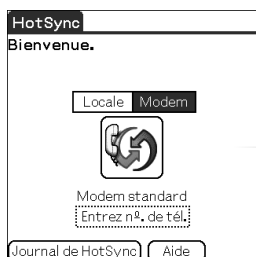 HotSync
Bienvenue.
Locale Modem
Modem standard
Entrez nº. de tél.
Journal de HotSync Aide